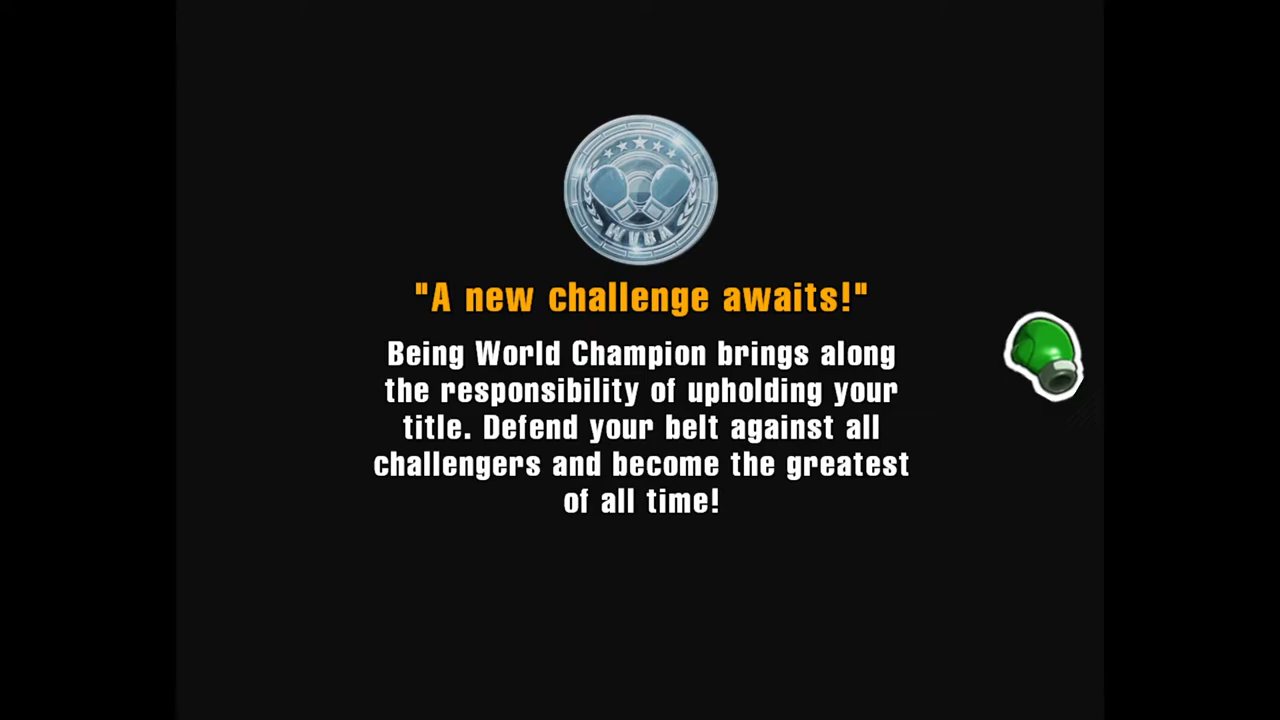 WVBA
"A new challenge awaits!"
Being World Champion brings along
the responsibility of upholding your
title. Defend your belt against all
challengers and become the greatest
of all time!